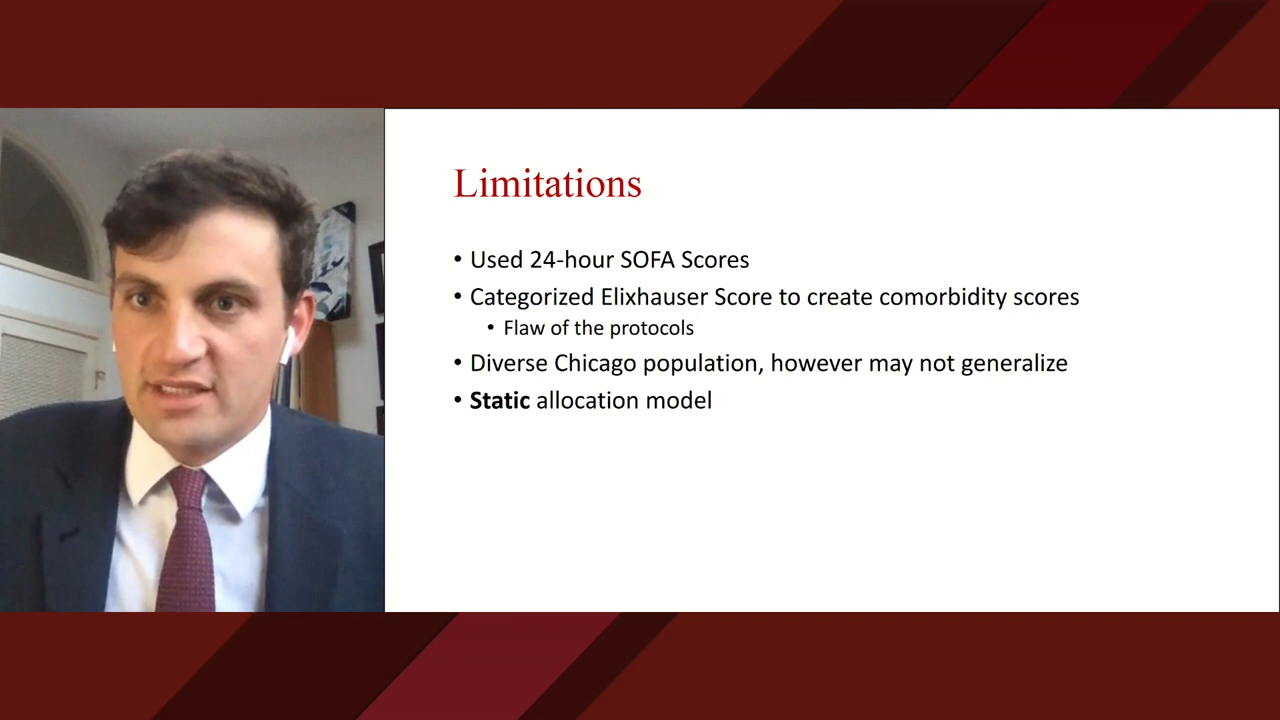 Limitations
• Used 24-hour SOFA Scores
• Categorized Elixhauser Score to create comorbidity scores
• Flaw of the protocols
• Diverse Chicago population, however may not generalize
• Static allocation model